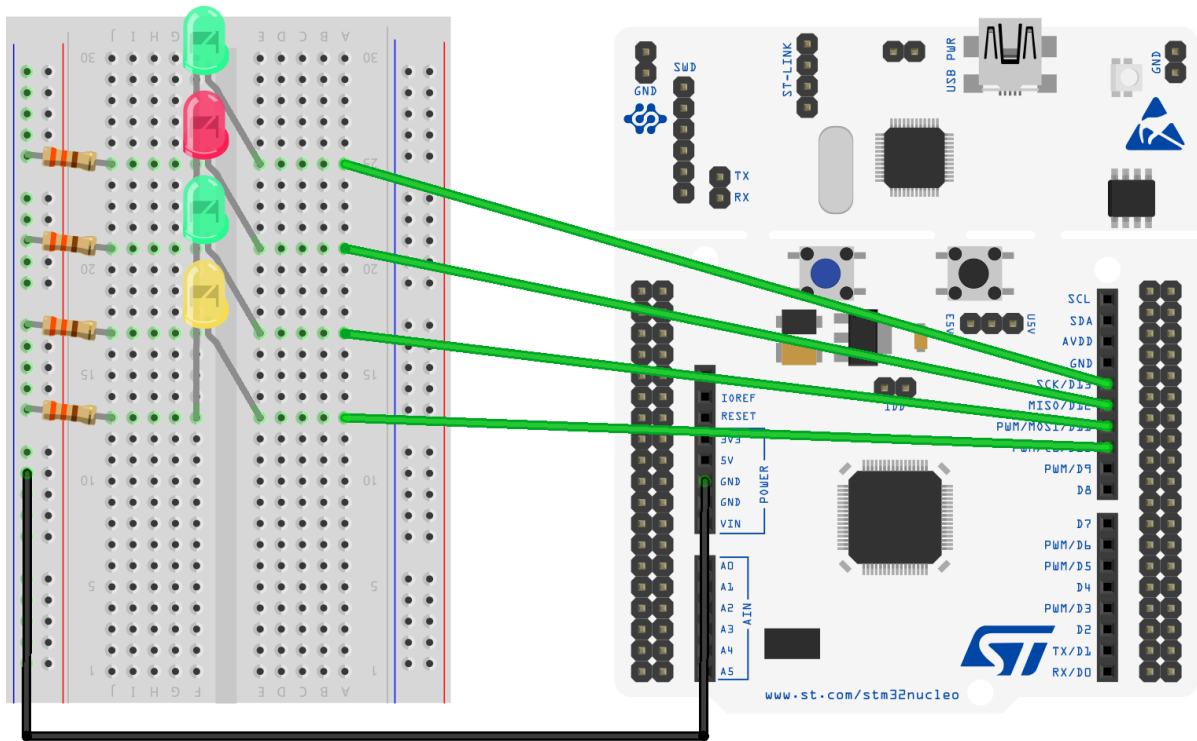 J I H G F E D C B A
30 30
25
20 20
15 15
10 10
5 5
1 1
J I H G F E D C B A
GND
SWD
ST-LINK
USB PWR
GND
TX
RX
E5V
U5V
IDD
IOREF
RESET
3V3
5V
GND
GND
VIN
POWER
A0
A1
A2
A3
A4
A5
AIN
SCL
SDA
AVDD
GND
SCK/D13
MISO/D12
PWM/MOSI/D11
PWM/D9
D8
D7
PWM/D6
PWM/D5
D4
PWM/D3
D2
TX/D1
RX/D0
ST
www.st.com/stm32nucleo